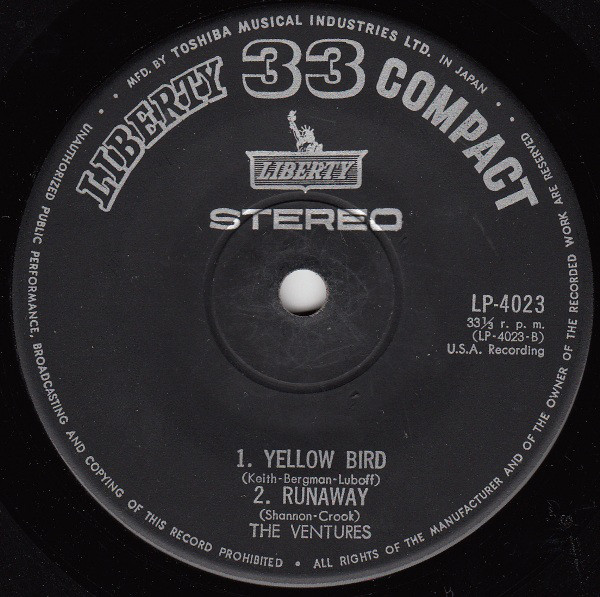 • • MFD. BY TOSHIBA MUSICAL INDUSTRIES LTD. IN JAPAN • •
LIBERTY 33 COMPACT
LIBERTY
STEREO
LP-4023
33⅓ r. p. m.
(LP-4023-B)
U.S.A. Recording
1. YELLOW BIRD
(Keith-Bergman-Luboff)
2. RUNAWAY
(Shannon-Crook)
THE VENTURES
UNAUTHORIZED PUBLIC PERFORMANCE, BROADCASTING AND COPYING OF THIS RECORD PROHIBITED • ALL RIGHTS OF THE MANUFACTURER AND OF THE OWNER OF THE RECORDED WORK ARE RESERVED